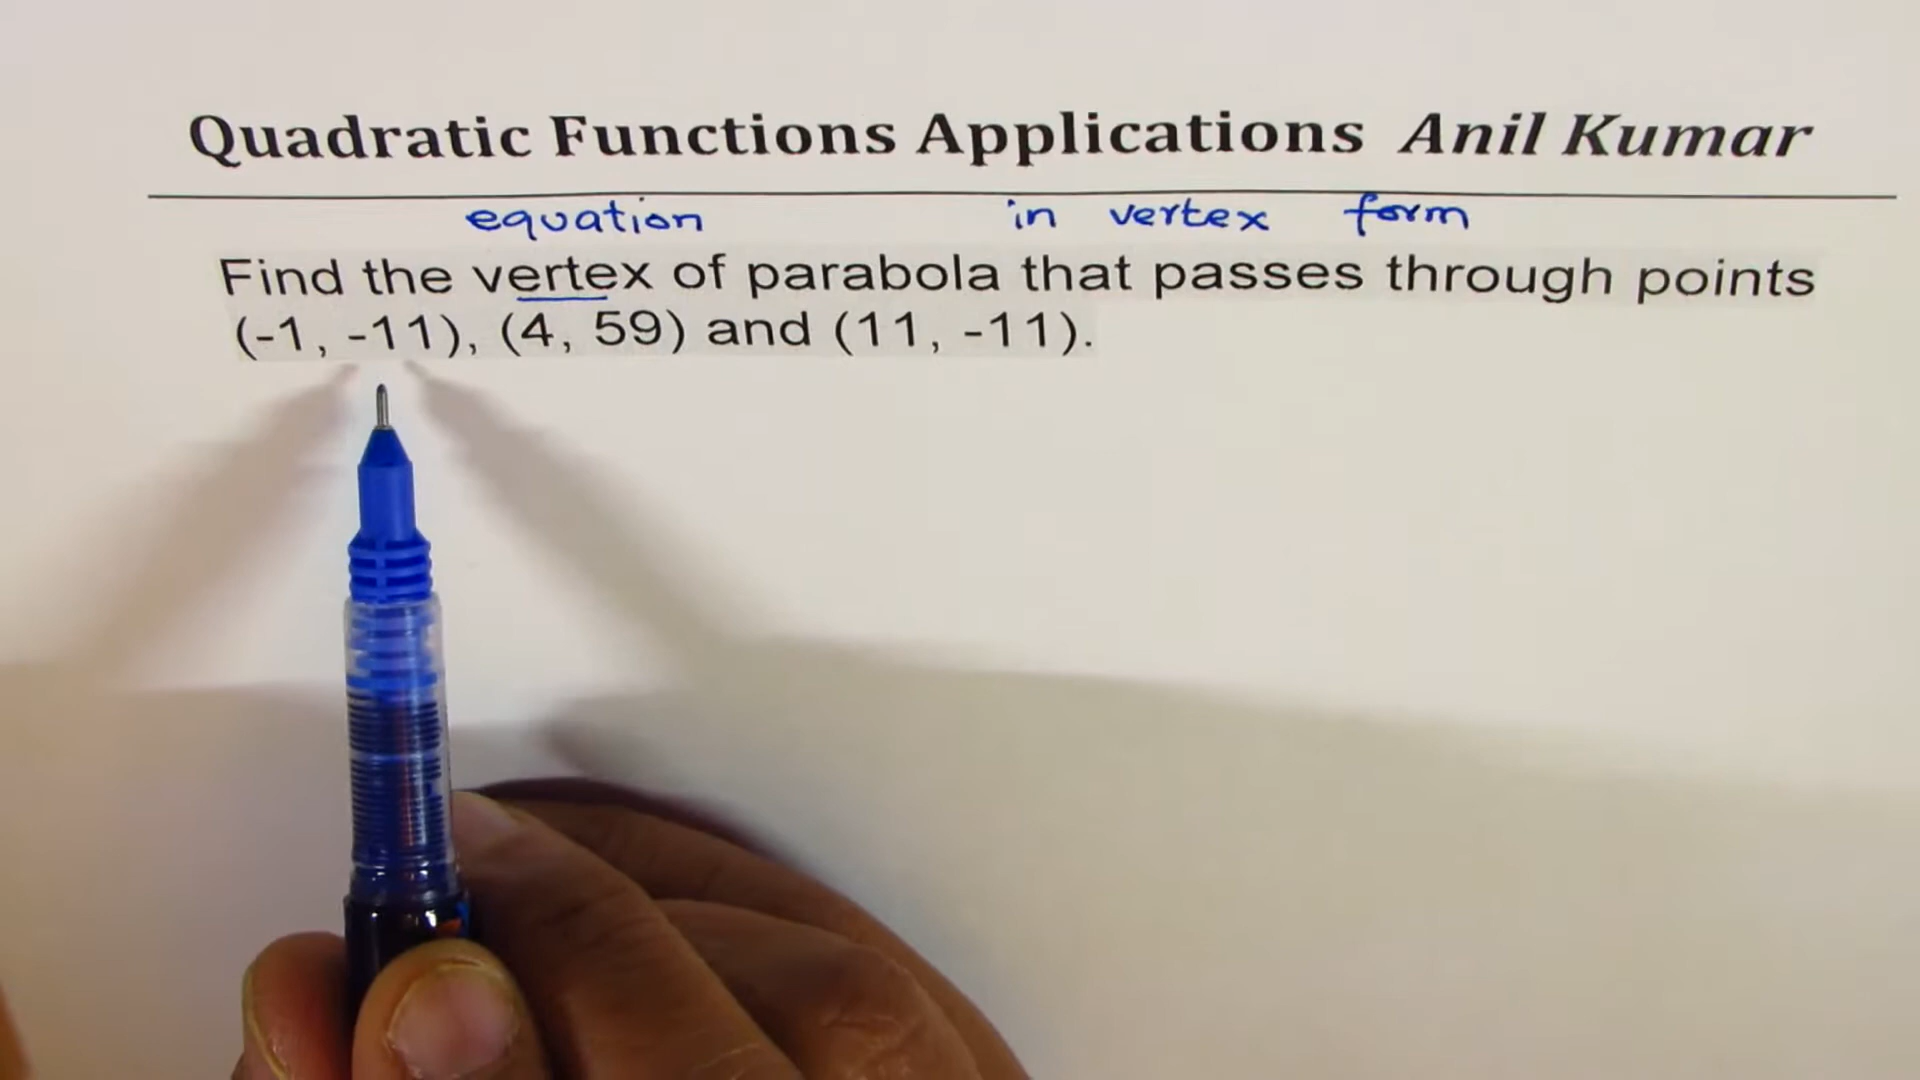 Quadratic Functions Applications Anil Kumar
equation in vertex form
Find the vertex of parabola that passes through points
(-1, -11), (4, 59) and (11, -11).